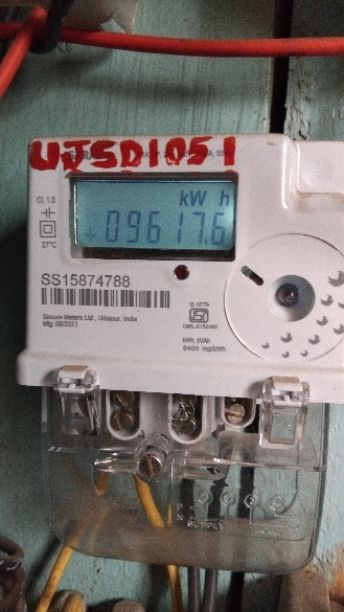 UJSD1051
kW h
09617.6
CL 1.0
27°C
SS15874788
Secure Meters Ltd., Udaipur, India
Mfg. 08/2021
IS 13779
kWh, kVAh
6400 imp/kWh
P
N
SUPPLY